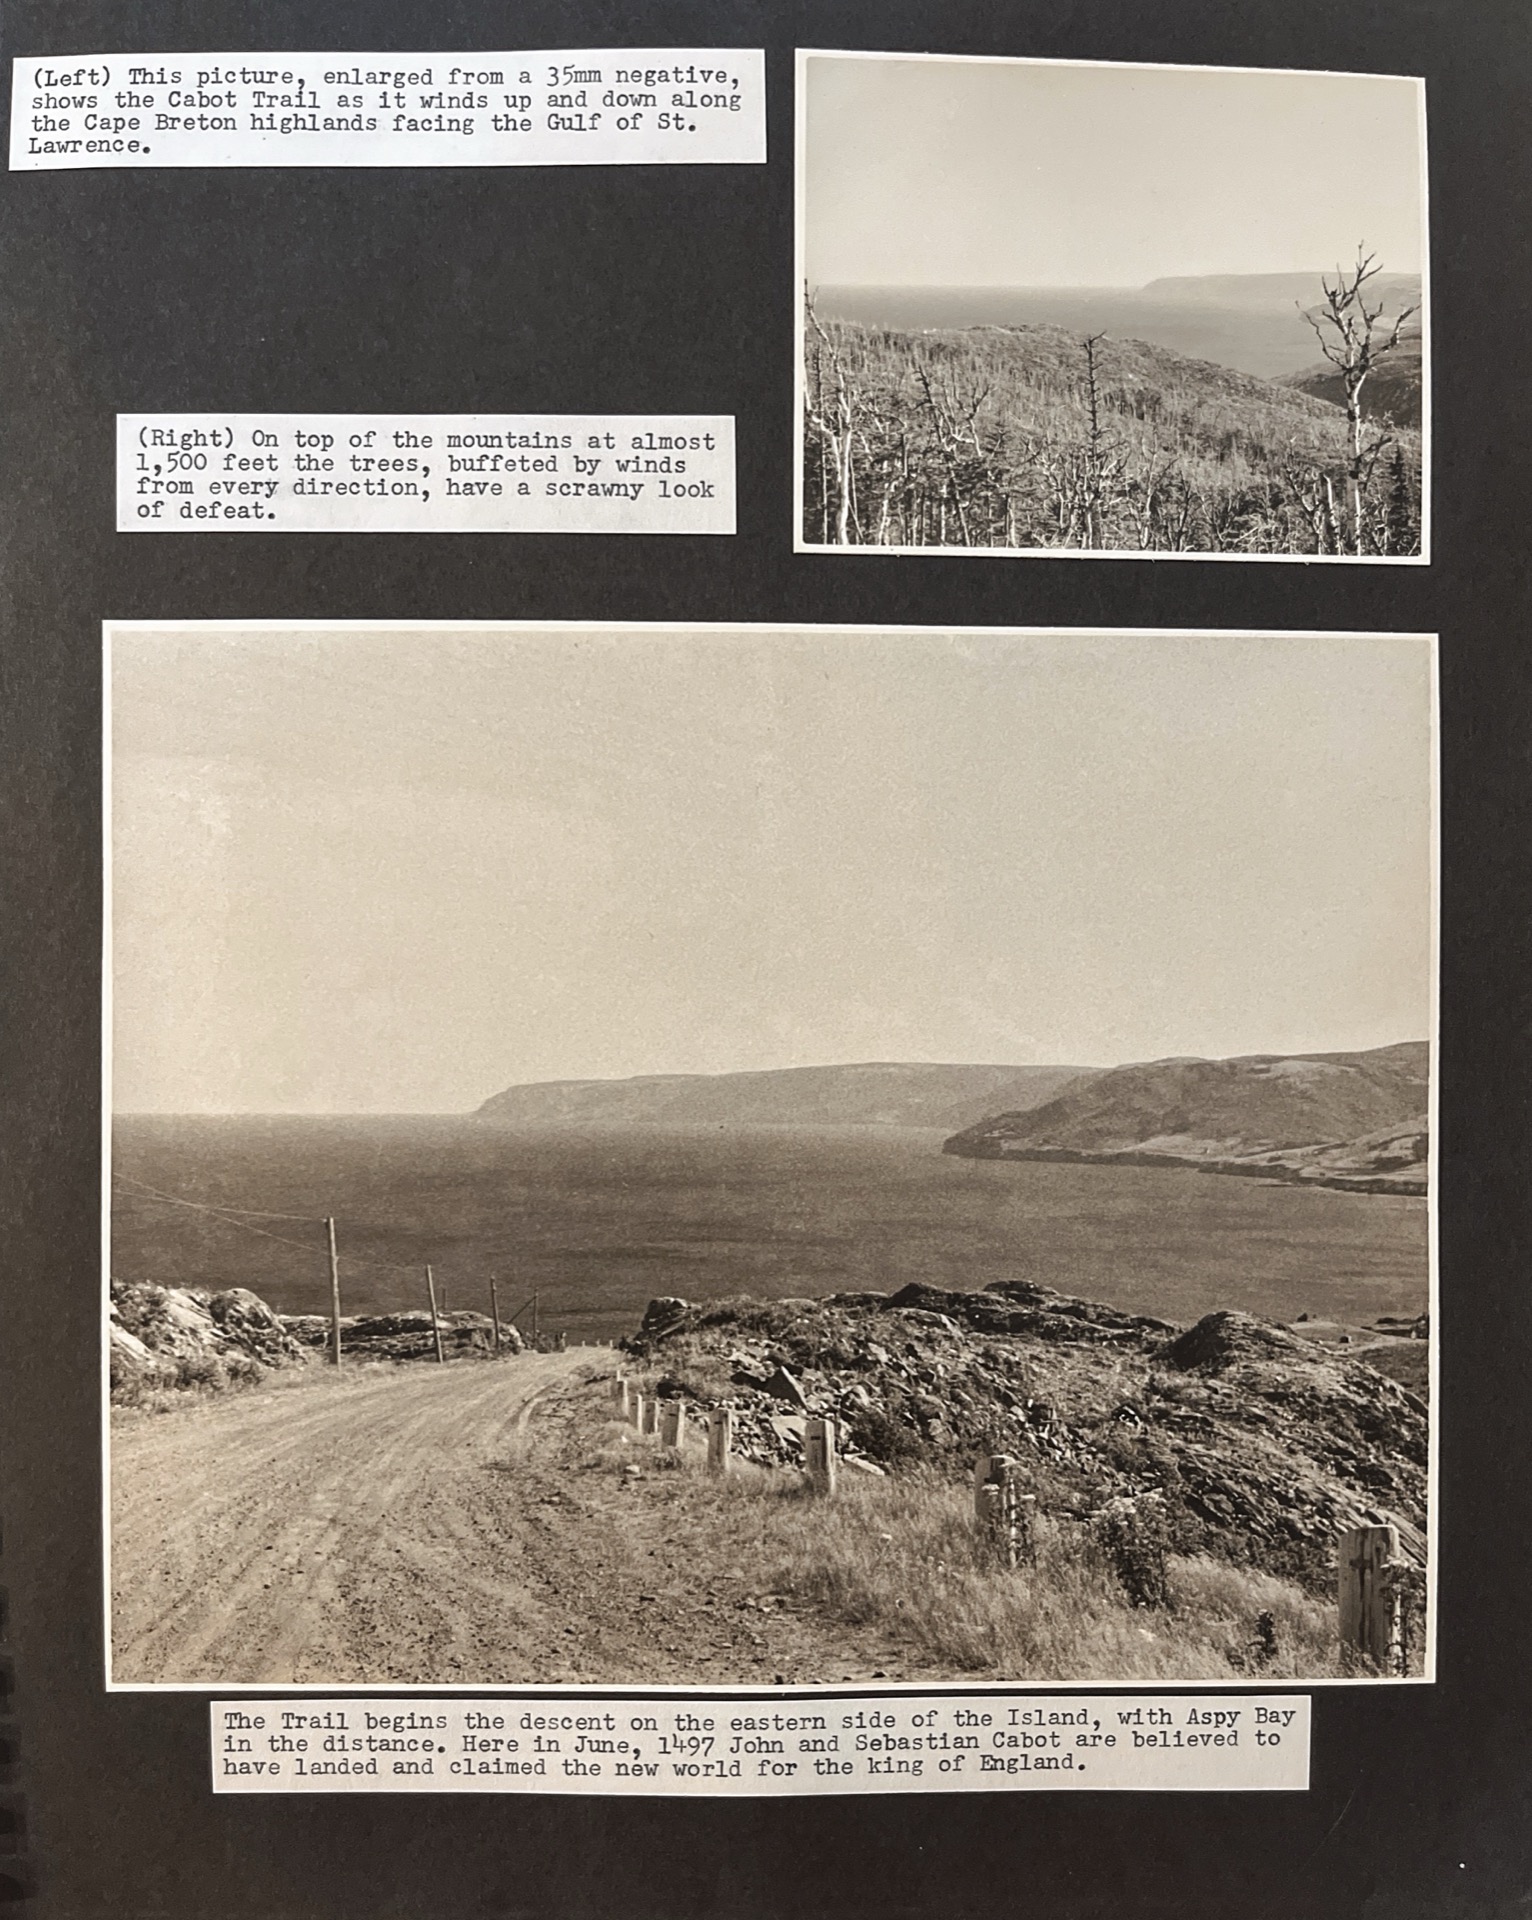 (Left) This picture, enlarged from a 35mm negative,
shows the Cabot Trail as it winds up and down along
the Cape Breton highlands facing the Gulf of St.
Lawrence.
(Right) On top of the mountains at almost
1,500 feet the trees, buffeted by winds
from every direction, have a scrawny look
of defeat.
The Trail begins the descent on the eastern side of the Island, with Aspy Bay
in the distance. Here in June, 1497 John and Sebastian Cabot are believed to
have landed and claimed the new world for the king of England.